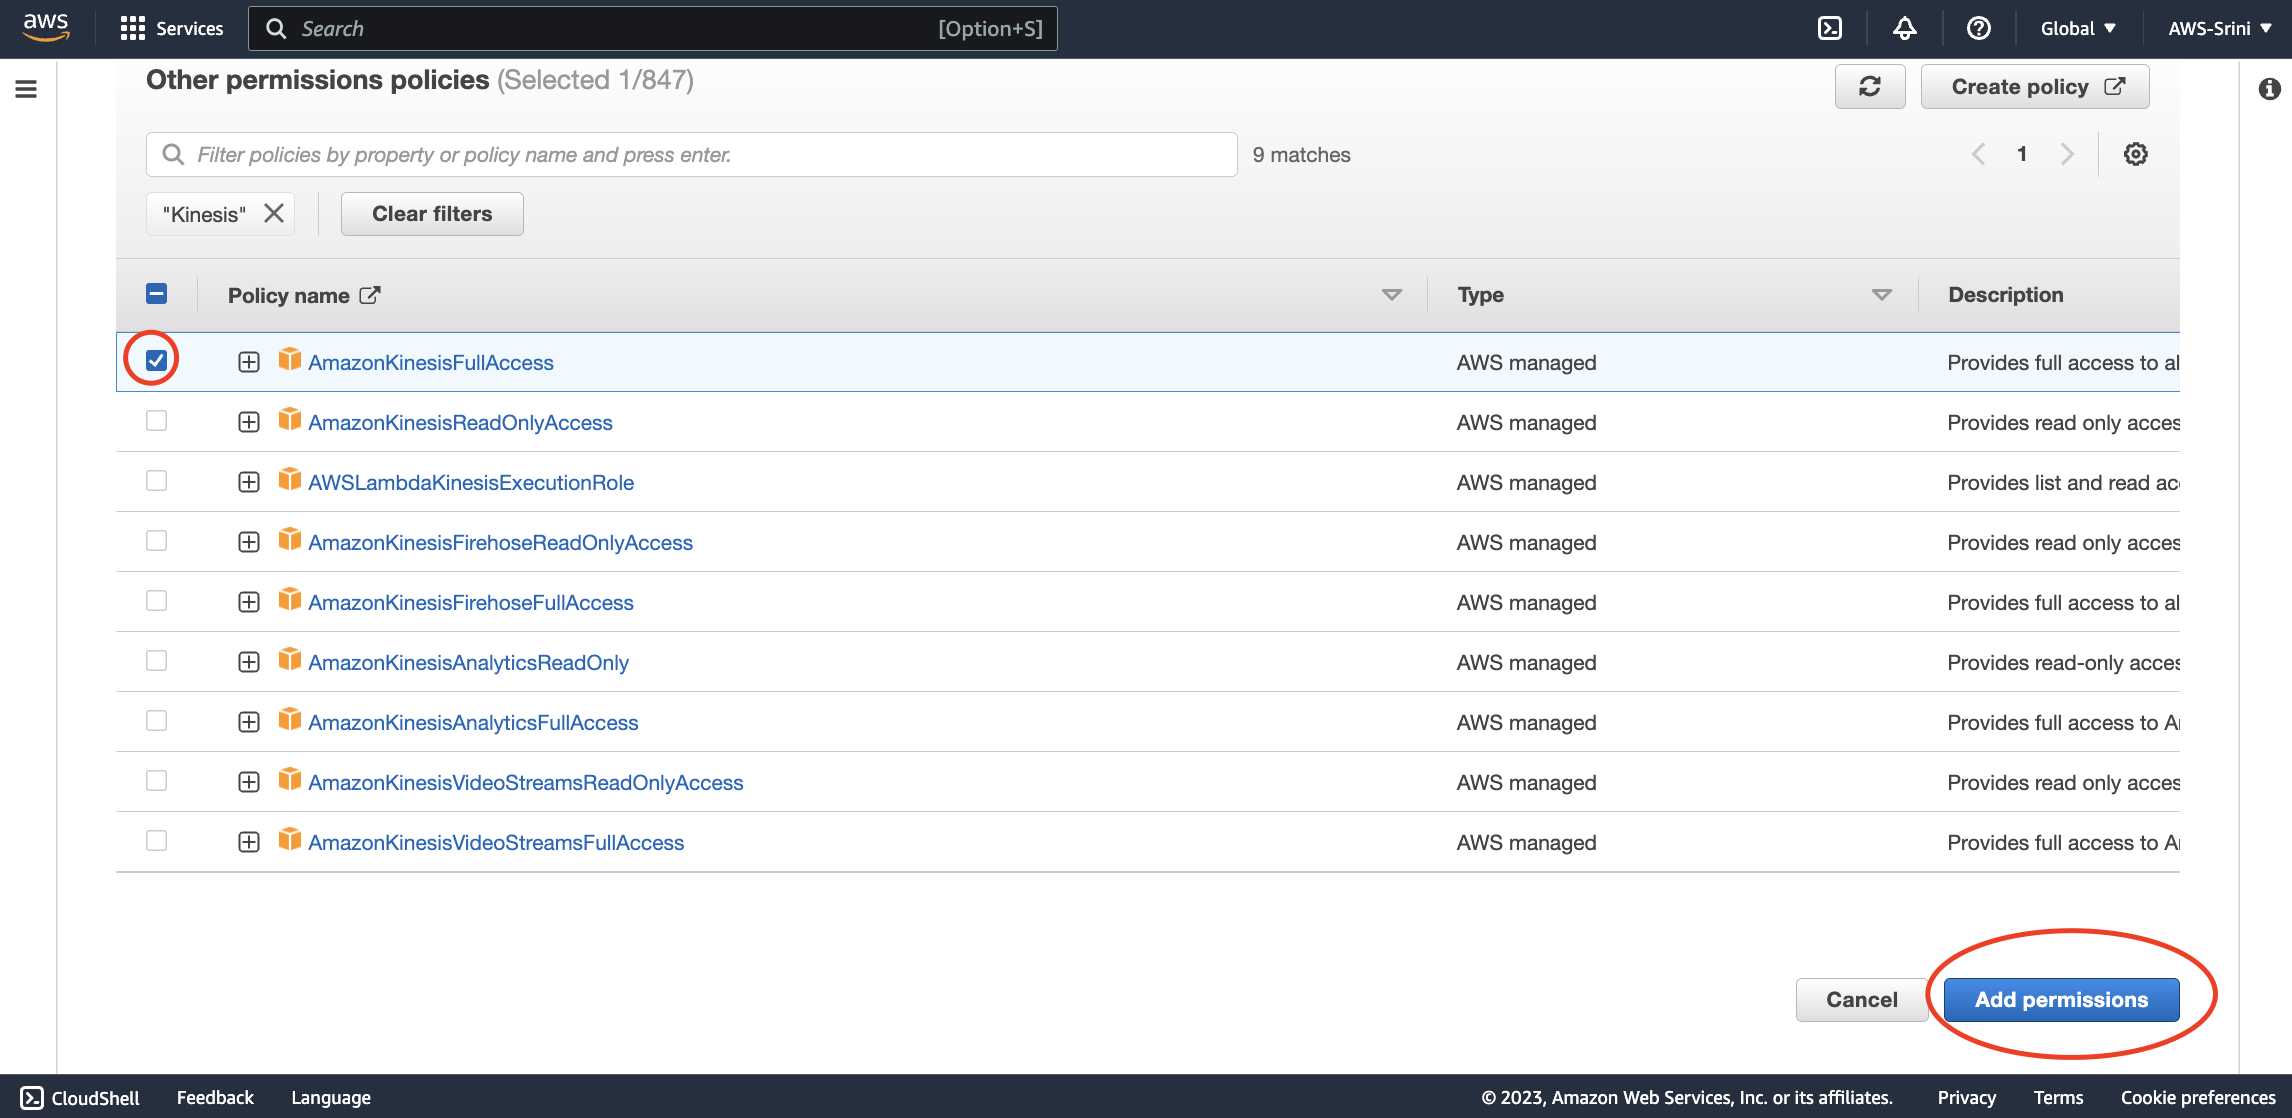 aws Services Search [Option+S] Global AWS-Srini
Other permissions policies (Selected 1/847) Create policy
Filter policies by property or policy name and press enter. 9 matches 1
"Kinesis" Clear filters
Policy name Type Description
AmazonKinesisFullAccess AWS managed Provides full access to al
AmazonKinesisReadOnlyAccess AWS managed Provides read only acces
AWSLambdaKinesisExecutionRole AWS managed Provides list and read ac
AmazonKinesisFirehoseReadOnlyAccess AWS managed Provides read only acces
AmazonKinesisFirehoseFullAccess AWS managed Provides full access to al
AmazonKinesisAnalyticsReadOnly AWS managed Provides read-only acces
AmazonKinesisAnalyticsFullAccess AWS managed Provides full access to A
AmazonKinesisVideoStreamsReadOnlyAccess AWS managed Provides read only acces
AmazonKinesisVideoStreamsFullAccess AWS managed Provides full access to A
Cancel Add permissions
CloudShell Feedback Language © 2023, Amazon Web Services, Inc. or its affiliates. Privacy Terms Cookie preferences